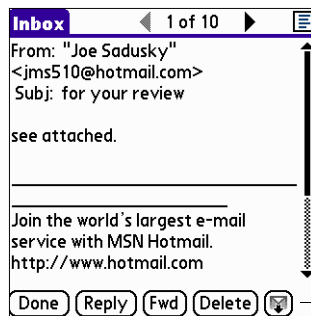 Inbox 1 of 10
From: "Joe Sadusky"
<jms510@hotmail.com>
Subj: for your review
see attached.
Join the world's largest e-mail
service with MSN Hotmail.
http://www.hotmail.com
Done Reply Fwd Delete